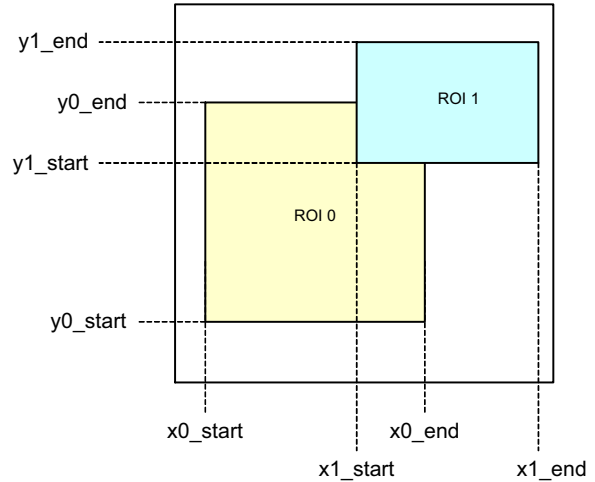 y1_end
y0_end
ROI 1
y1_start
ROI 0
y0_start
x0_start
x0_end
x1_start
x1_end